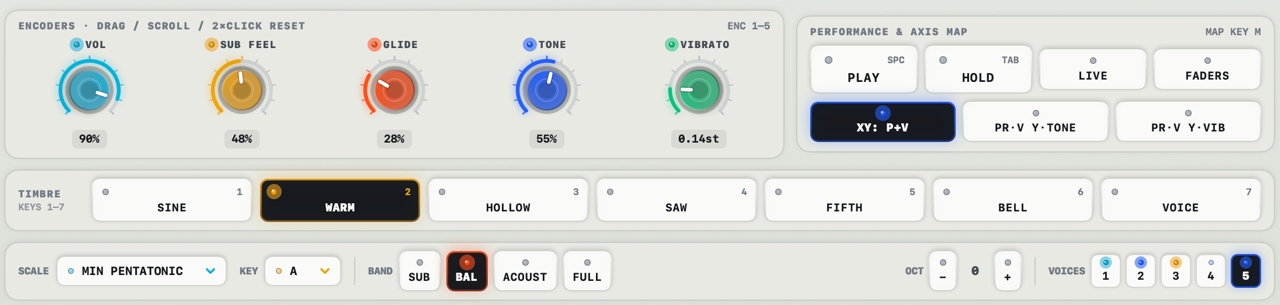 ENCODERS · DRAG / SCROLL / 2×CLICK RESET
ENC 1–5
VOL
SUB FEEL
GLIDE
TONE
VIBRATO
90%
48%
28%
55%
0.14st
PERFORMANCE & AXIS MAP
MAP KEY M
SPC
PLAY
TAB
HOLD
LIVE
FADERS
XY: P+V
PR·V Y·TONE
PR·V Y·VIB
TIMBRE
KEYS 1–7
1
SINE
2
WARM
3
HOLLOW
4
SAW
5
FIFTH
6
BELL
7
VOICE
SCALE
MIN PENTATONIC
KEY
A
BAND
SUB
BAL
ACOUST
FULL
OCT
−
0
+
VOICES
1
2
3
4
5